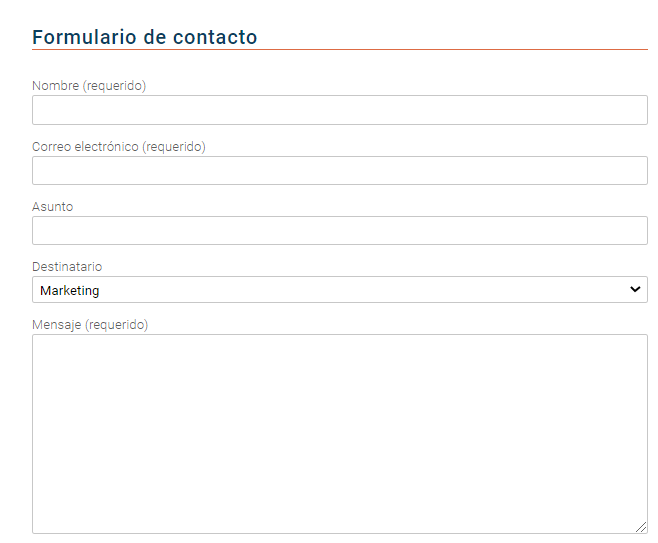 Formulario de contacto
Nombre (requerido)
Correo electrónico (requerido)
Asunto
Destinatario
Marketing
Mensaje (requerido)